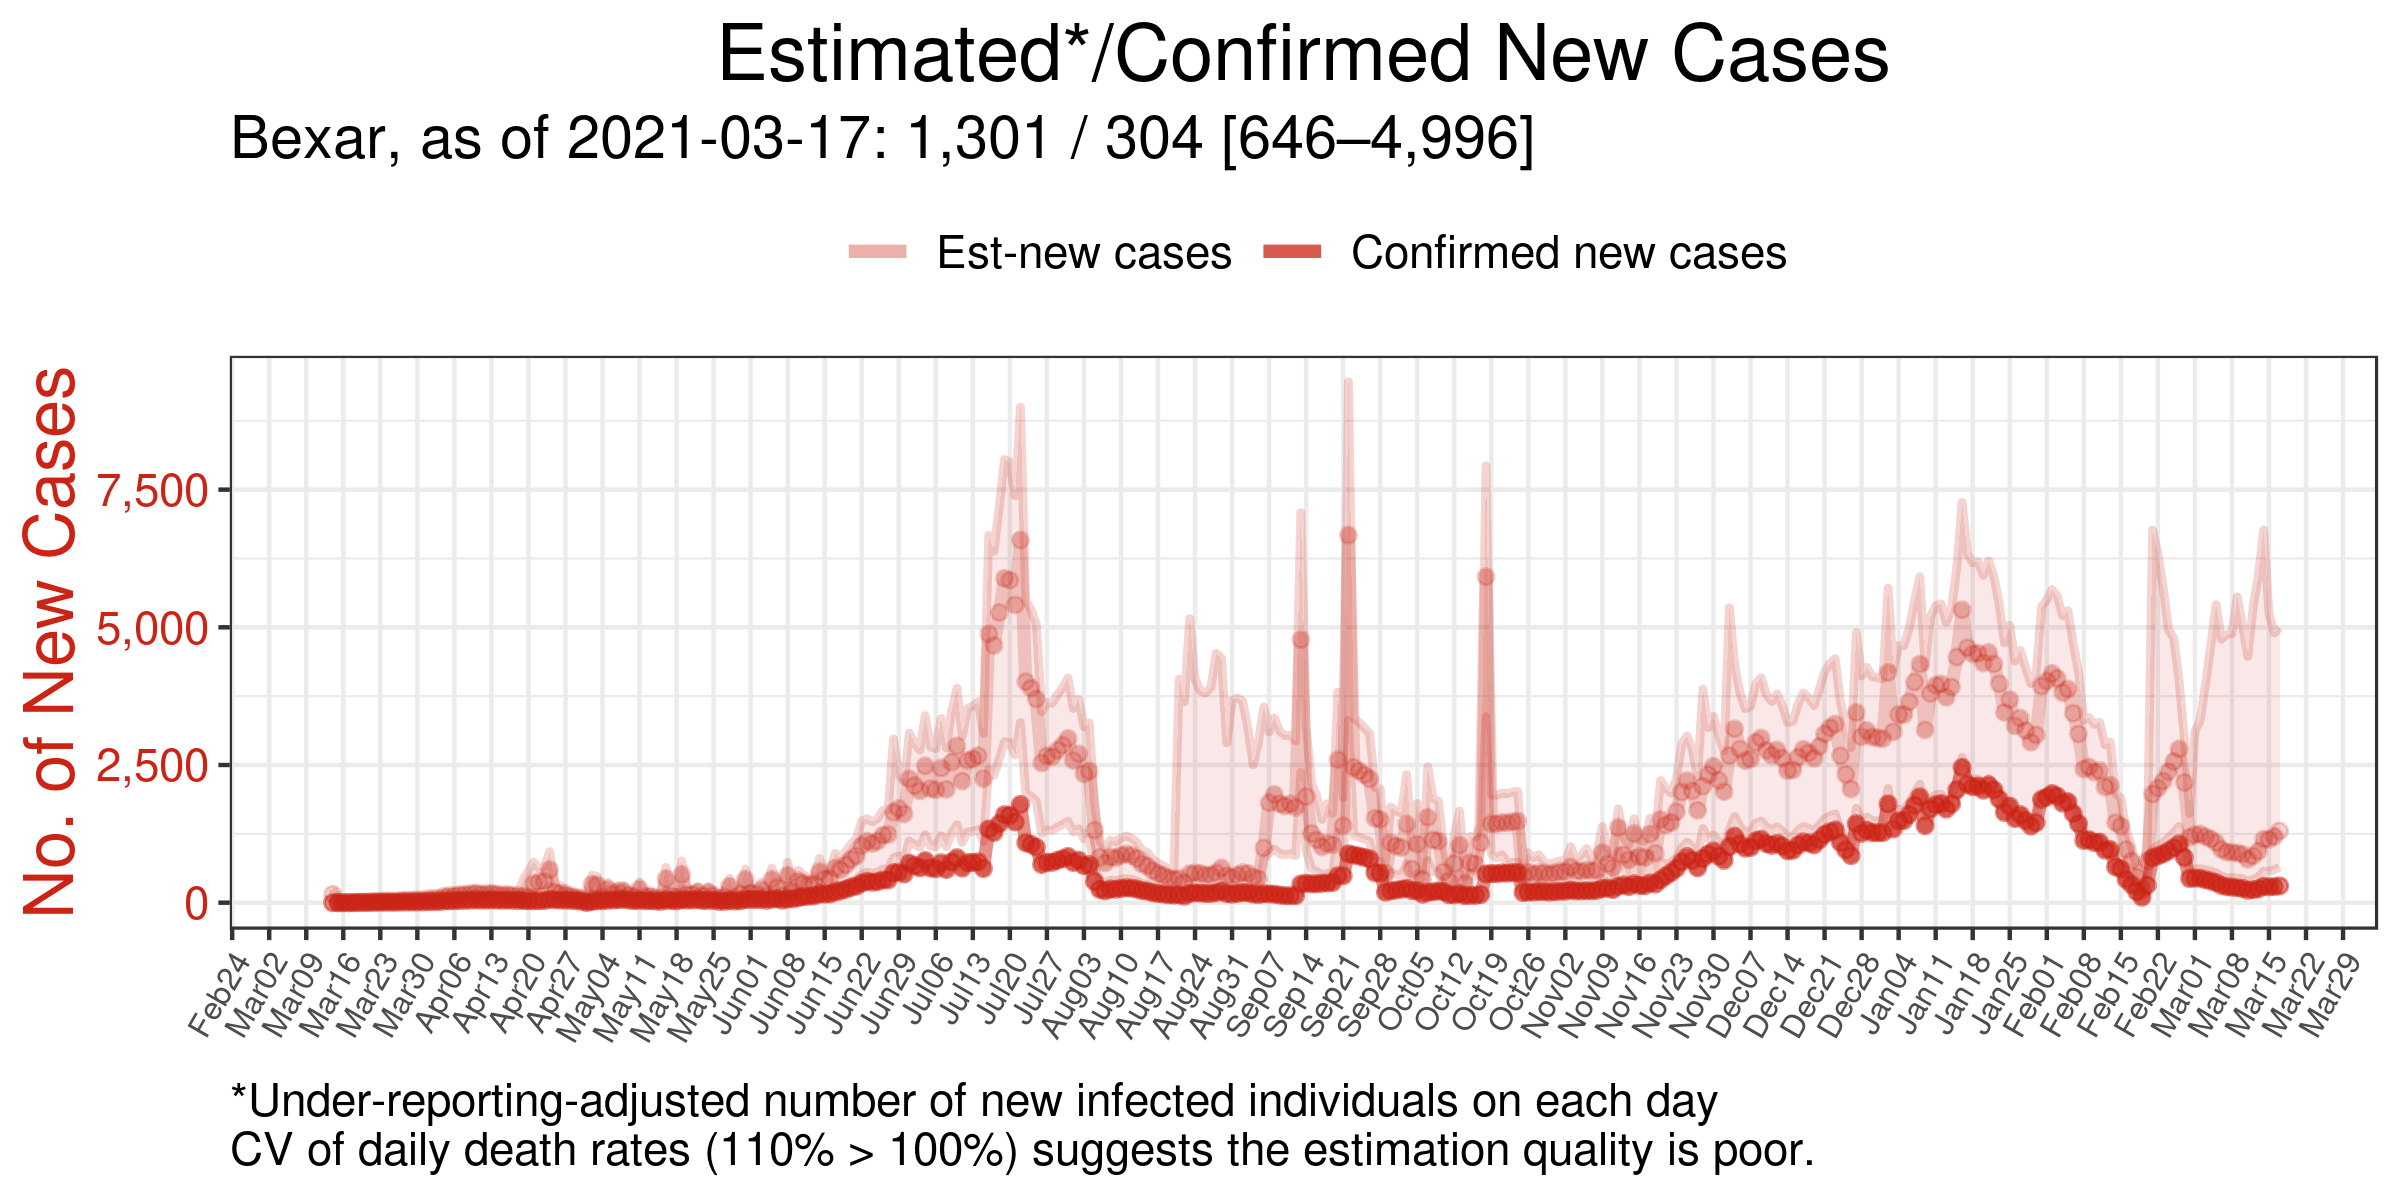 Estimated*/Confirmed New Cases
Bexar, as of 2021-03-17: 1,301 / 304 [646–4,996]
Est-new cases Confirmed new cases
No. of New Cases
7,500
5,000
2,500
0
Feb24 Mar02 Mar09 Mar16 Mar23 Mar30 Apr06 Apr13 Apr20 Apr27 May04 May11 May18 May25 Jun01 Jun08 Jun15 Jun22 Jun29 Jul06 Jul13 Jul20 Jul27 Aug03 Aug10 Aug17 Aug24 Aug31 Sep07 Sep14 Sep21 Sep28 Oct05 Oct12 Oct19 Oct26 Nov02 Nov09 Nov16 Nov23 Nov30 Dec07 Dec14 Dec21 Dec28 Jan04 Jan11 Jan18 Jan25 Feb01 Feb08 Feb15 Feb22 Mar01 Mar08 Mar15 Mar22 Mar29
*Under-reporting-adjusted number of new infected individuals on each day
CV of daily death rates (110% > 100%) suggests the estimation quality is poor.